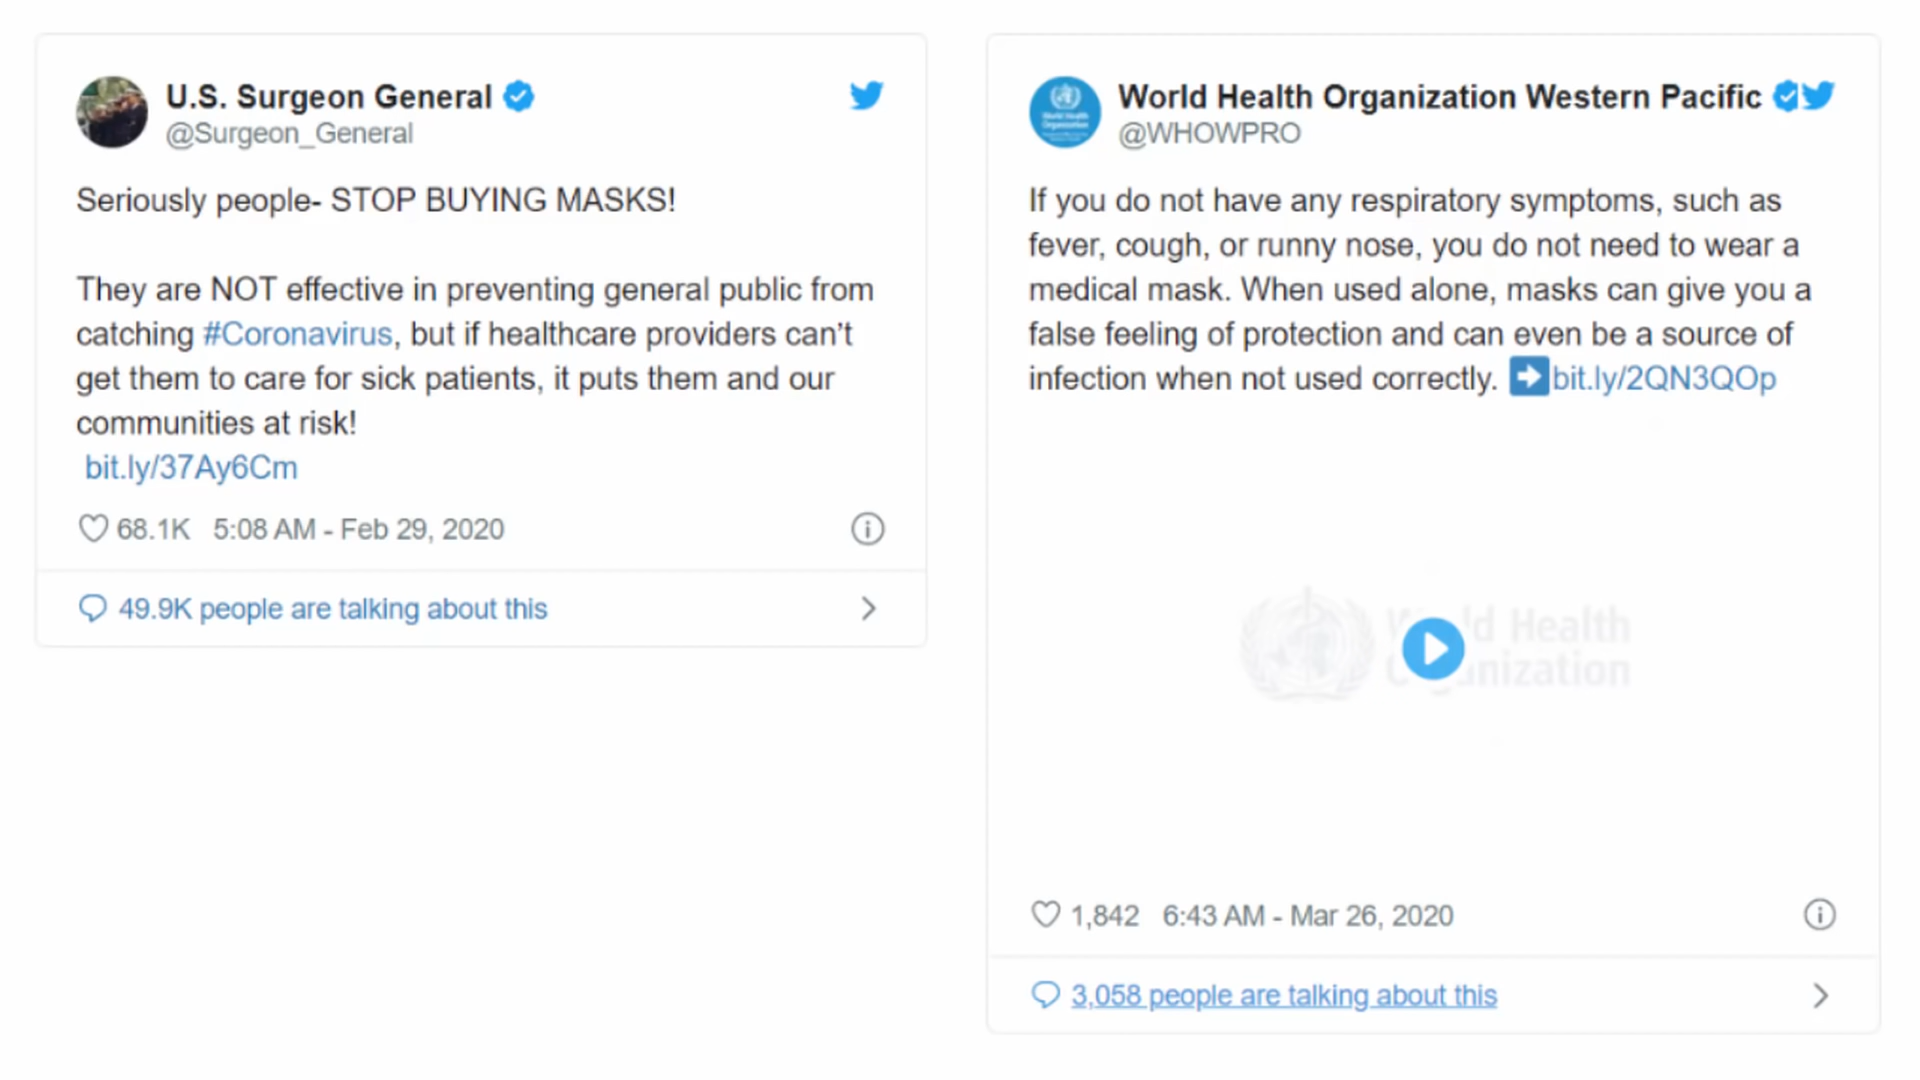 U.S. Surgeon General
@Surgeon_General
Seriously people- STOP BUYING MASKS!
They are NOT effective in preventing general public from
catching #Coronavirus, but if healthcare providers can’t
get them to care for sick patients, it puts them and our
communities at risk!
bit.ly/37Ay6Cm
68.1K 5:08 AM - Feb 29, 2020
49.9K people are talking about this
World Health Organization Western Pacific
@WHOWPRO
If you do not have any respiratory symptoms, such as
fever, cough, or runny nose, you do not need to wear a
medical mask. When used alone, masks can give you a
false feeling of protection and can even be a source of
infection when not used correctly. ➡bit.ly/2QN3QOp
World Health
Organization
1,842 6:43 AM - Mar 26, 2020
3,058 people are talking about this